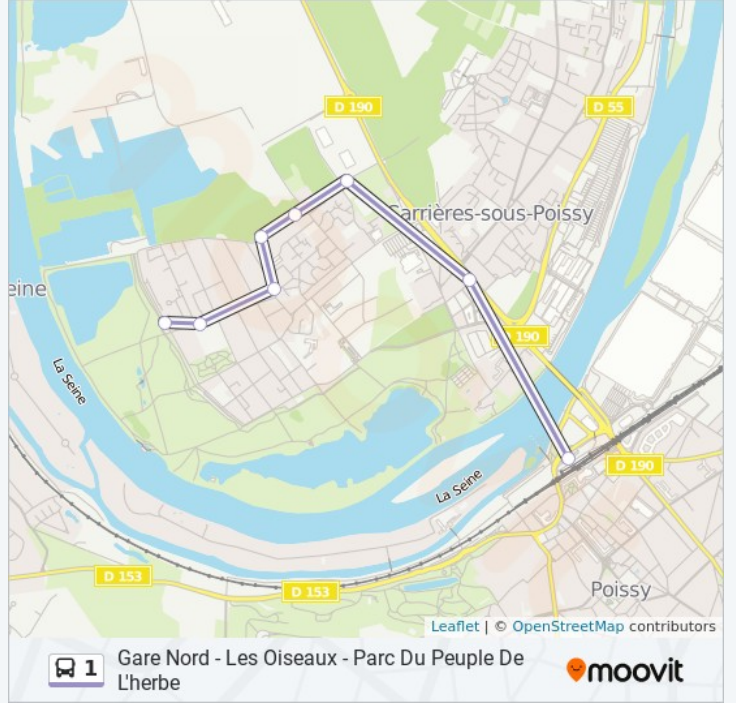 D 190
D 55
Carrières-sous-Poissy
eine
190
La Seine
La Seine
D 190
D 153
D 153
Poissy
Leaflet | © OpenStreetMap contributors
1 Gare Nord - Les Oiseaux - Parc Du Peuple De
L'herbe
moovit